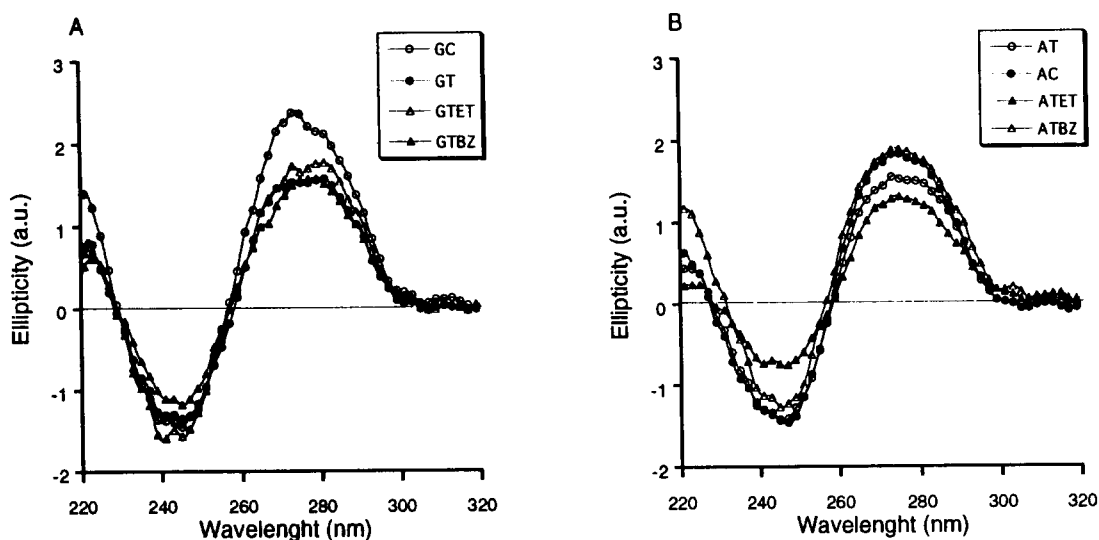 A
GC
GT
GTET
GTBZ
3
2
1
0
-1
-2
Ellipticity (a.u.)
220 240 260 280 300 320
Wavelenght (nm)
B
AT
AC
ATET
ATBZ
3
2
1
0
-1
-2
Ellipticity (a.u.)
220 240 260 280 300 320
Wavelenght (nm)